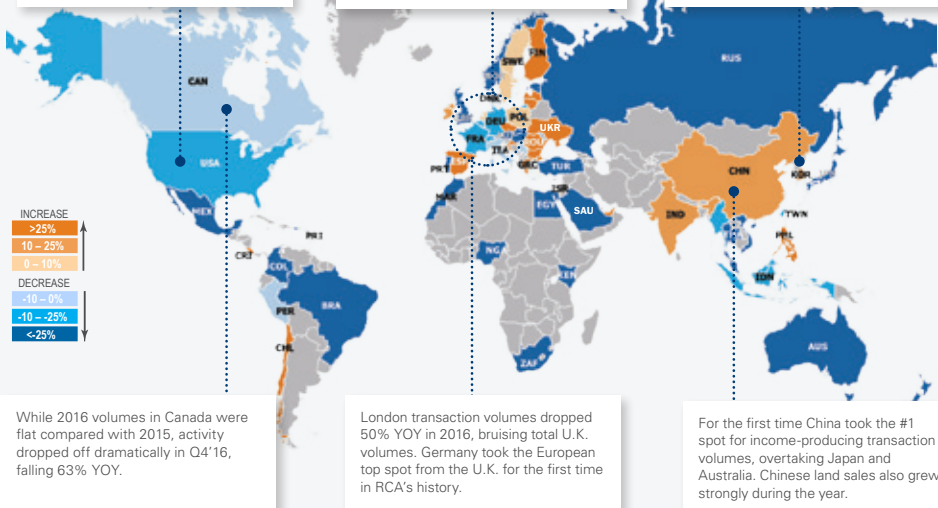 CAN
USA
MEX
PRI
CRI
COL
PER
BRA
CHL
SWE
FIN
RUS
DEU
POL
UKR
FRA
ITA
PRT
GRC
TUR
ISR
MAR
EGY
SAU
NG
KEN
ZAF
CHN
IND
KOR
TWN
PHL
IDN
AUS
INCREASE
>25%
10 – 25%
0 – 10%
DECREASE
-10 – 0%
-10 – -25%
<-25%
While 2016 volumes in Canada were
flat compared with 2015, activity
dropped off dramatically in Q4'16,
falling 63% YOY.
London transaction volumes dropped
50% YOY in 2016, bruising total U.K.
volumes. Germany took the European
top spot from the U.K. for the first time
in RCA's history.
For the first time China took the #1
spot for income-producing transaction
volumes, overtaking Japan and
Australia. Chinese land sales also grew
strongly during the year.